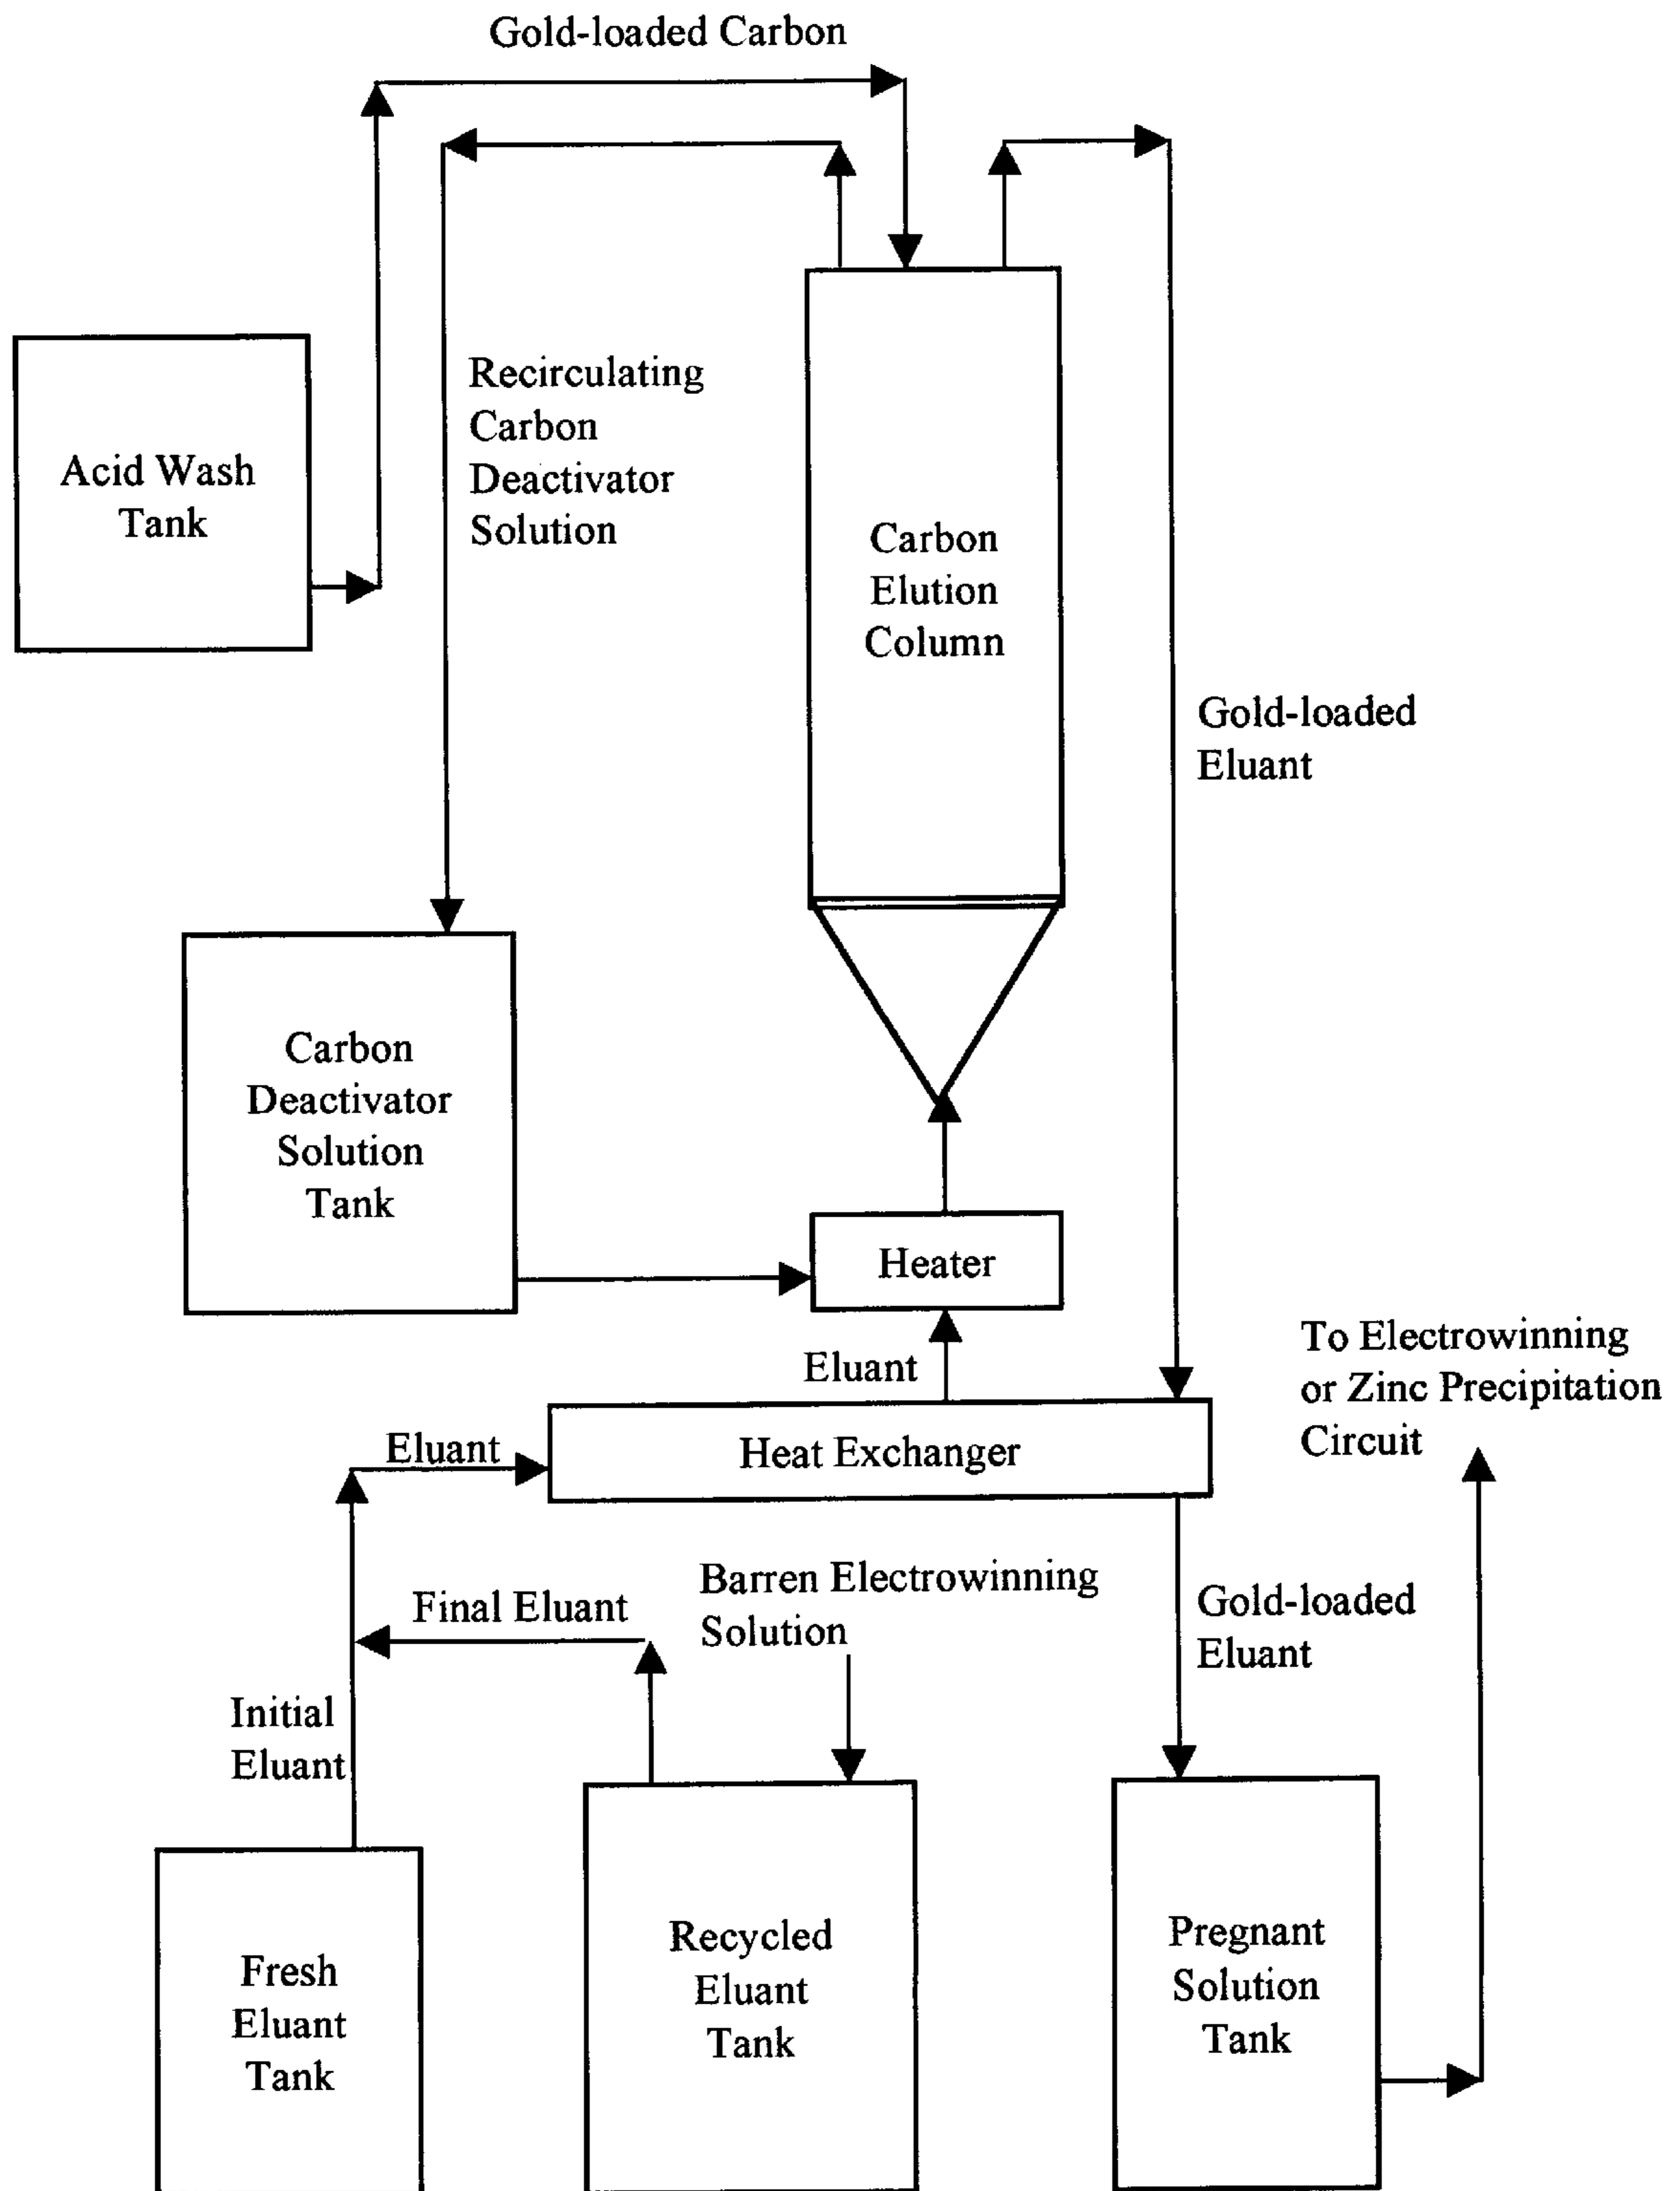 Gold-loaded Carbon
Acid Wash
Tank
Recirculating
Carbon
Deactivator
Solution
Carbon
Elution
Column
Gold-loaded
Eluant
Carbon
Deactivator
Solution
Tank
Heater
Eluant
To Electrowinning
or Zinc Precipitation
Circuit
Eluant
Heat Exchanger
Final Eluant
Barren Electrowinning
Solution
Gold-loaded
Eluant
Initial
Eluant
Fresh
Eluant
Tank
Recycled
Eluant
Tank
Pregnant
Solution
Tank